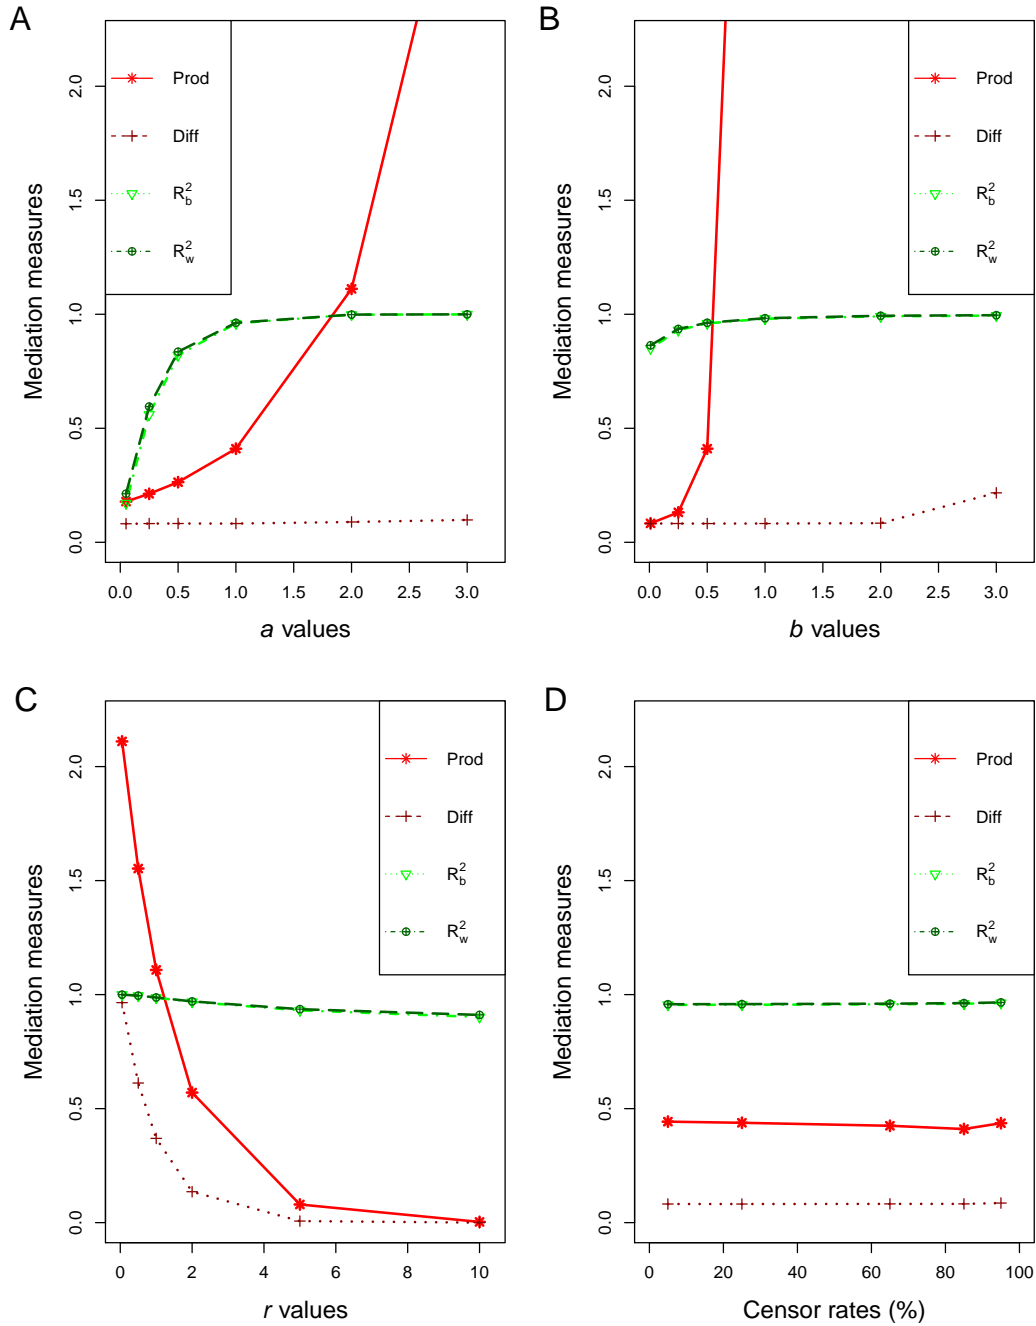 A
Mediation measures
0.0 0.5 1.0 1.5 2.0
Prod
Diff
R²b
R²w
0.0 0.5 1.0 1.5 2.0 2.5 3.0
a values
B
Mediation measures
0.0 0.5 1.0 1.5 2.0
Prod
Diff
R²b
R²w
0.0 0.5 1.0 1.5 2.0 2.5 3.0
b values
C
Mediation measures
0.0 0.5 1.0 1.5 2.0
Prod
Diff
R²b
R²w
0 2 4 6 8 10
r values
D
Mediation measures
0.0 0.5 1.0 1.5 2.0
Prod
Diff
R²b
R²w
0 20 40 60 80 100
Censor rates (%)